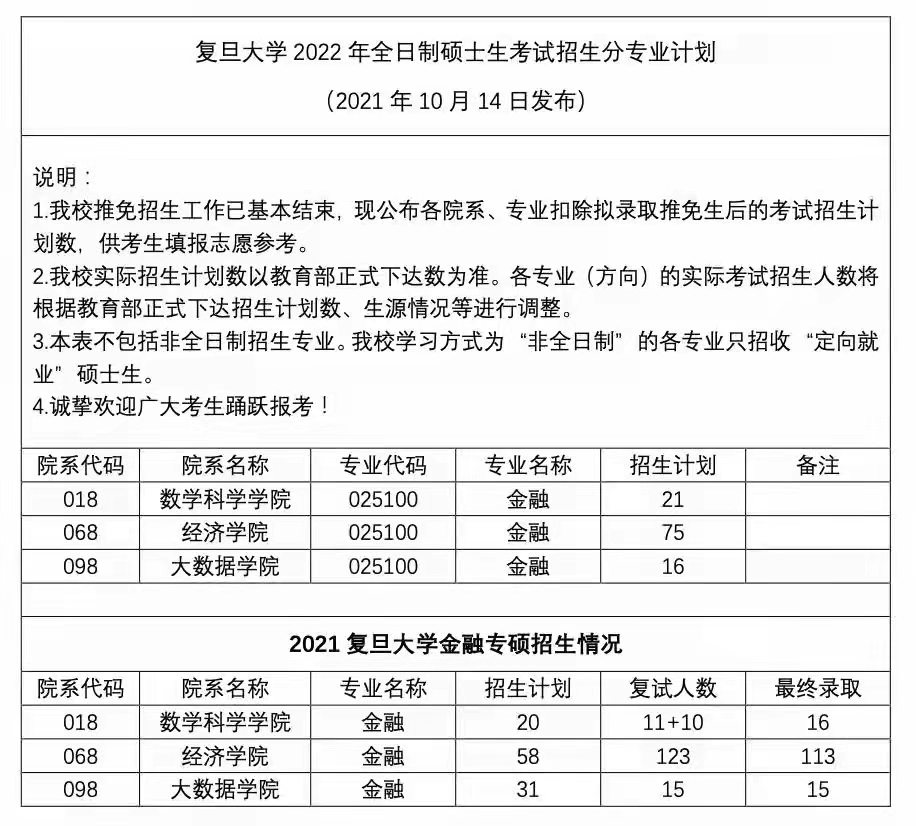 复旦大学 2022 年全日制硕士生考试招生分专业计划
（2021 年 10 月 14 日发布）
说明：
1.我校推免招生工作已基本结束，现公布各院系、专业扣除拟录取推免生后的考试招生计
划数，供考生填报志愿参考。
2.我校实际招生计划数以教育部正式下达数为准。各专业（方向）的实际考试招生人数将
根据教育部正式下达招生计划数、生源情况等进行调整。
3.本表不包括非全日制招生专业。我校学习方式为“非全日制”的各专业只招收“定向就
业”硕士生。
4.诚挚欢迎广大考生踊跃报考！
院系代码 院系名称 专业代码 专业名称 招生计划 备注
018 数学科学学院 025100 金融 21
068 经济学院 025100 金融 75
098 大数据学院 025100 金融 16
2021 复旦大学金融专硕招生情况
院系代码 院系名称 专业名称 招生计划 复试人数 最终录取
018 数学科学学院 金融 20 11+10 16
068 经济学院 金融 58 123 113
098 大数据学院 金融 31 15 15